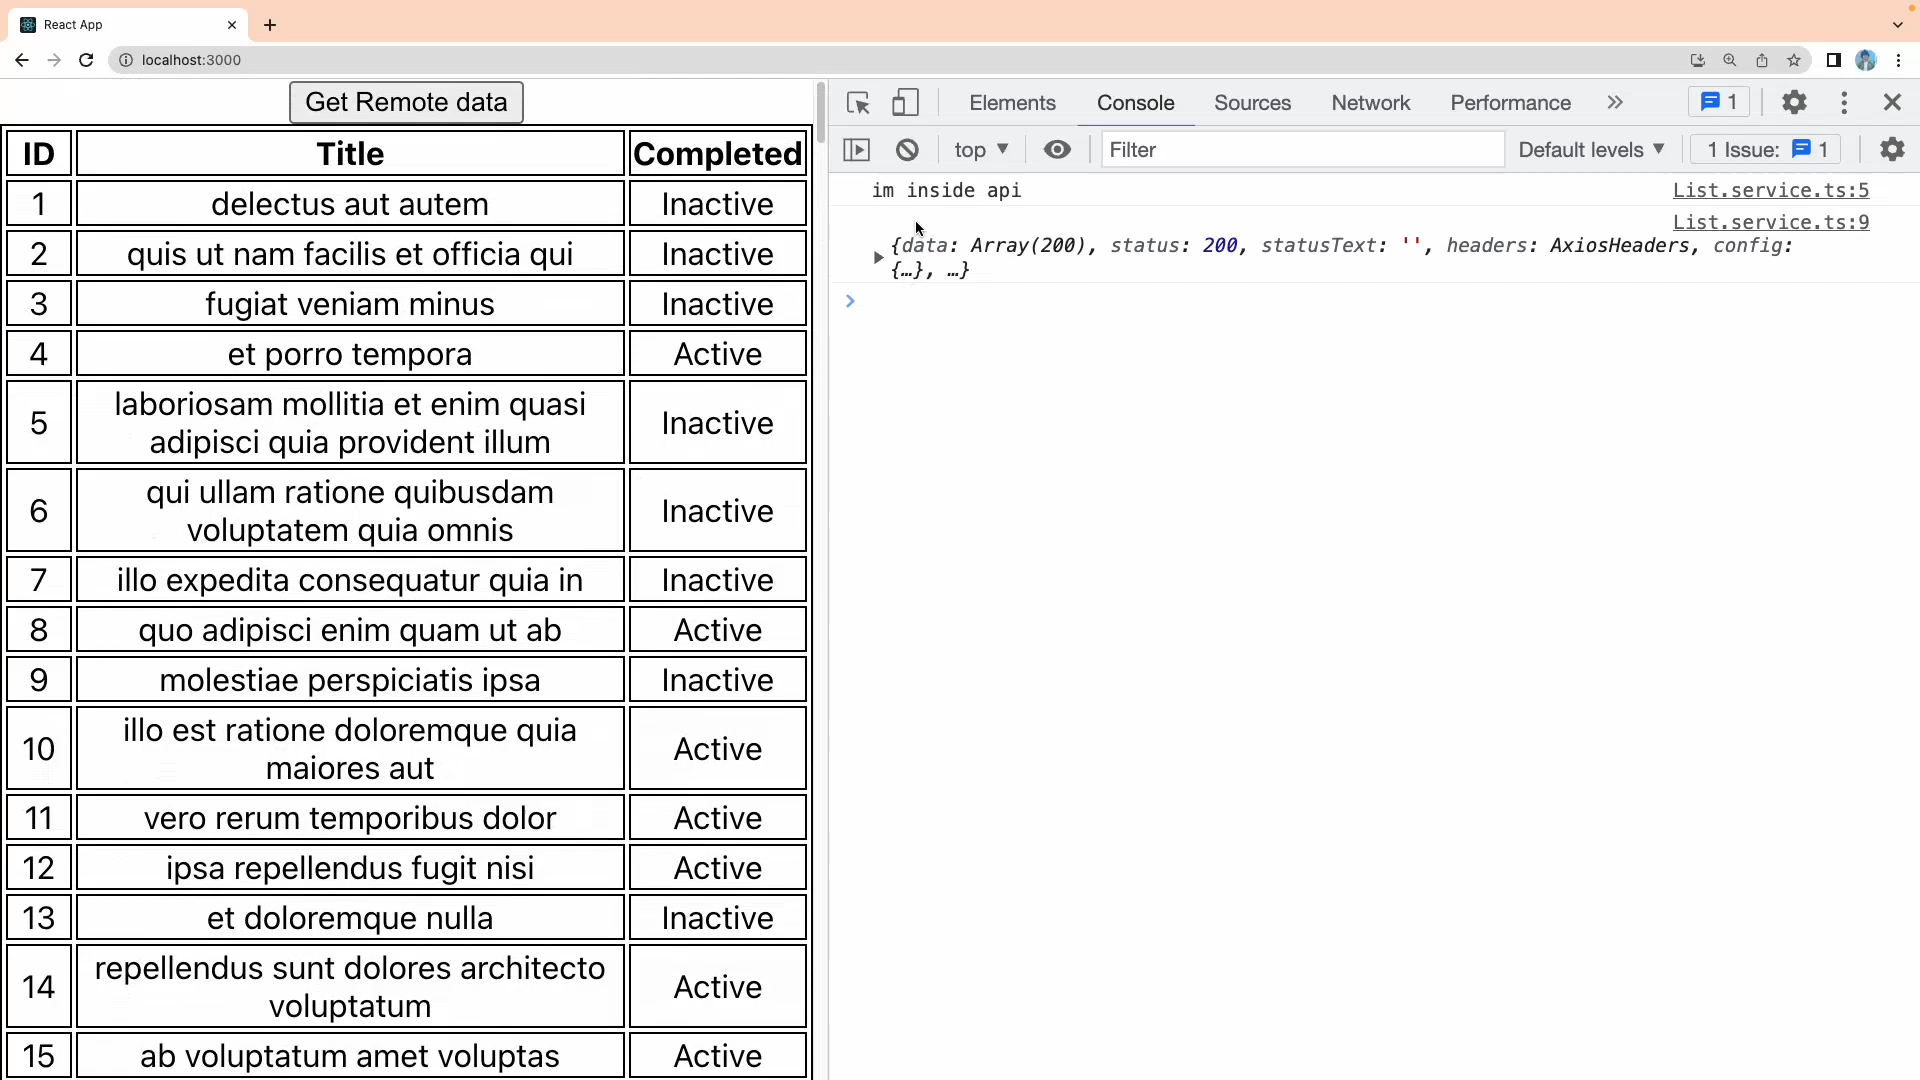 React App
localhost:3000
Get Remote data
ID Title Completed
1 delectus aut autem Inactive
2 quis ut nam facilis et officia qui Inactive
3 fugiat veniam minus Inactive
4 et porro tempora Active
5 laboriosam mollitia et enim quasi
adipisci quia provident illum Inactive
6 qui ullam ratione quibusdam
voluptatem quia omnis Inactive
7 illo expedita consequatur quia in Inactive
8 quo adipisci enim quam ut ab Active
9 molestiae perspiciatis ipsa Inactive
10 illo est ratione doloremque quia
maiores aut Active
11 vero rerum temporibus dolor Active
12 ipsa repellendus fugit nisi Active
13 et doloremque nulla Inactive
14 repellendus sunt dolores architecto
voluptatum Active
15 ab voluptatum amet voluptas Active
Elements Console Sources Network Performance » 1
top ▼ Filter Default levels ▼ 1 Issue: 1
im inside api List.service.ts:5
List.service.ts:9
{data: Array(200), status: 200, statusText: '', headers: AxiosHeaders, config:
{…}, …}